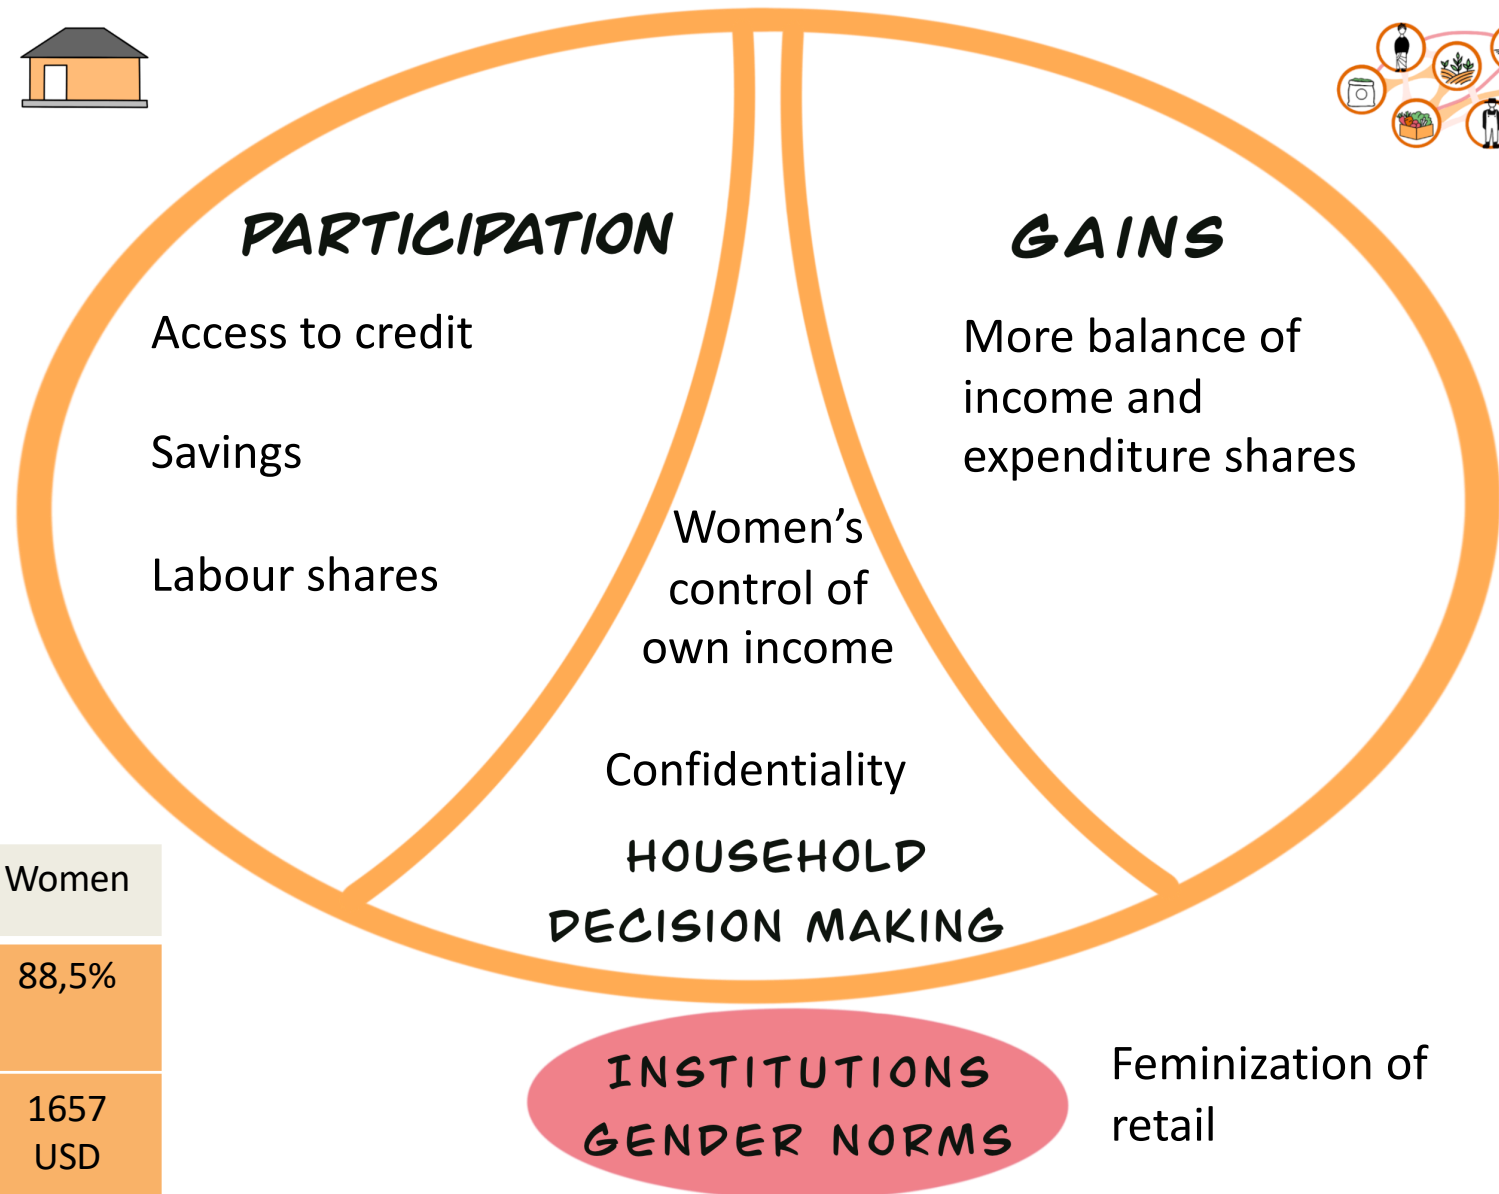 PARTICIPATION
Access to credit
Savings
Labour shares
GAINS
More balance of
income and
expenditure shares
Women’s
control of
own income
Confidentiality
HOUSEHOLD
DECISION MAKING
Women
88,5%
1657
USD
INSTITUTIONS
GENDER NORMS
Feminization of
retail